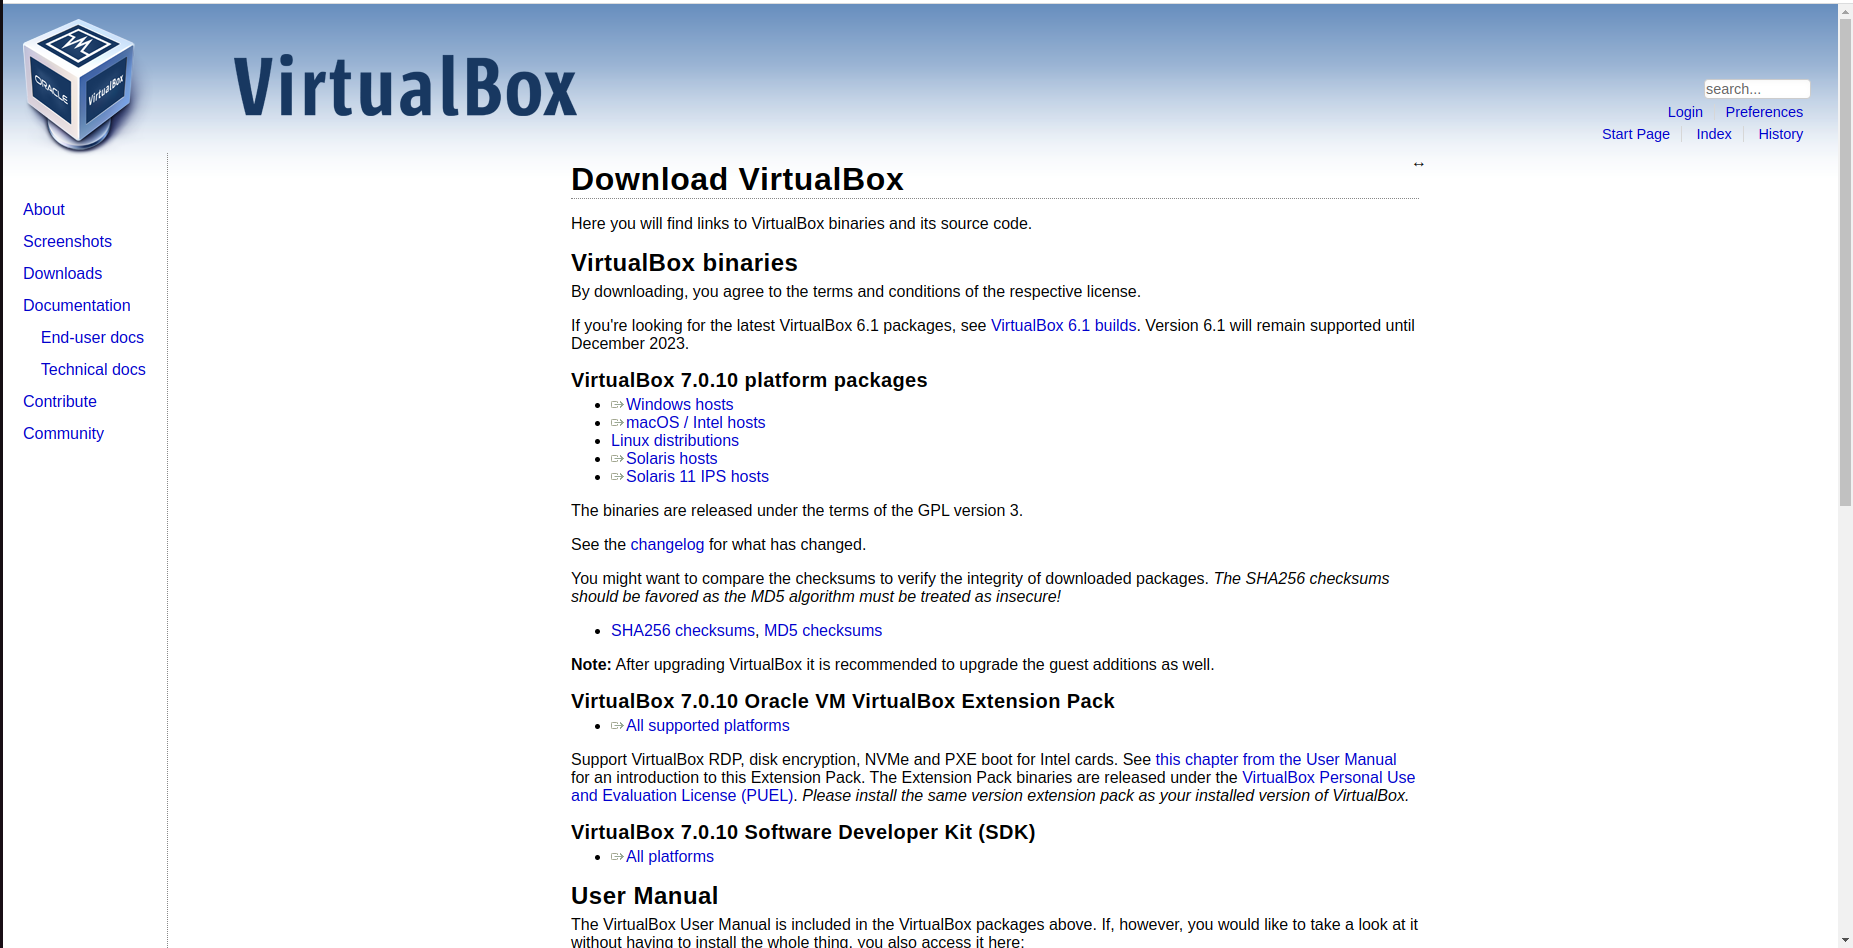 ORACLE
VirtualBox
VirtualBox
search...
Login Preferences
Start Page Index History
About
Screenshots
Downloads
Documentation
End-user docs
Technical docs
Contribute
Community
↔
Download VirtualBox
Here you will find links to VirtualBox binaries and its source code.
VirtualBox binaries
By downloading, you agree to the terms and conditions of the respective license.
If you're looking for the latest VirtualBox 6.1 packages, see VirtualBox 6.1 builds. Version 6.1 will remain supported until
December 2023.
VirtualBox 7.0.10 platform packages
Windows hosts
macOS / Intel hosts
Linux distributions
Solaris hosts
Solaris 11 IPS hosts
The binaries are released under the terms of the GPL version 3.
See the changelog for what has changed.
You might want to compare the checksums to verify the integrity of downloaded packages. The SHA256 checksums
should be favored as the MD5 algorithm must be treated as insecure!
SHA256 checksums, MD5 checksums
Note: After upgrading VirtualBox it is recommended to upgrade the guest additions as well.
VirtualBox 7.0.10 Oracle VM VirtualBox Extension Pack
All supported platforms
Support VirtualBox RDP, disk encryption, NVMe and PXE boot for Intel cards. See this chapter from the User Manual
for an introduction to this Extension Pack. The Extension Pack binaries are released under the VirtualBox Personal Use
and Evaluation License (PUEL). Please install the same version extension pack as your installed version of VirtualBox.
VirtualBox 7.0.10 Software Developer Kit (SDK)
All platforms
User Manual
The VirtualBox User Manual is included in the VirtualBox packages above. If, however, you would like to take a look at it
without having to install the whole thing, you also access it here: